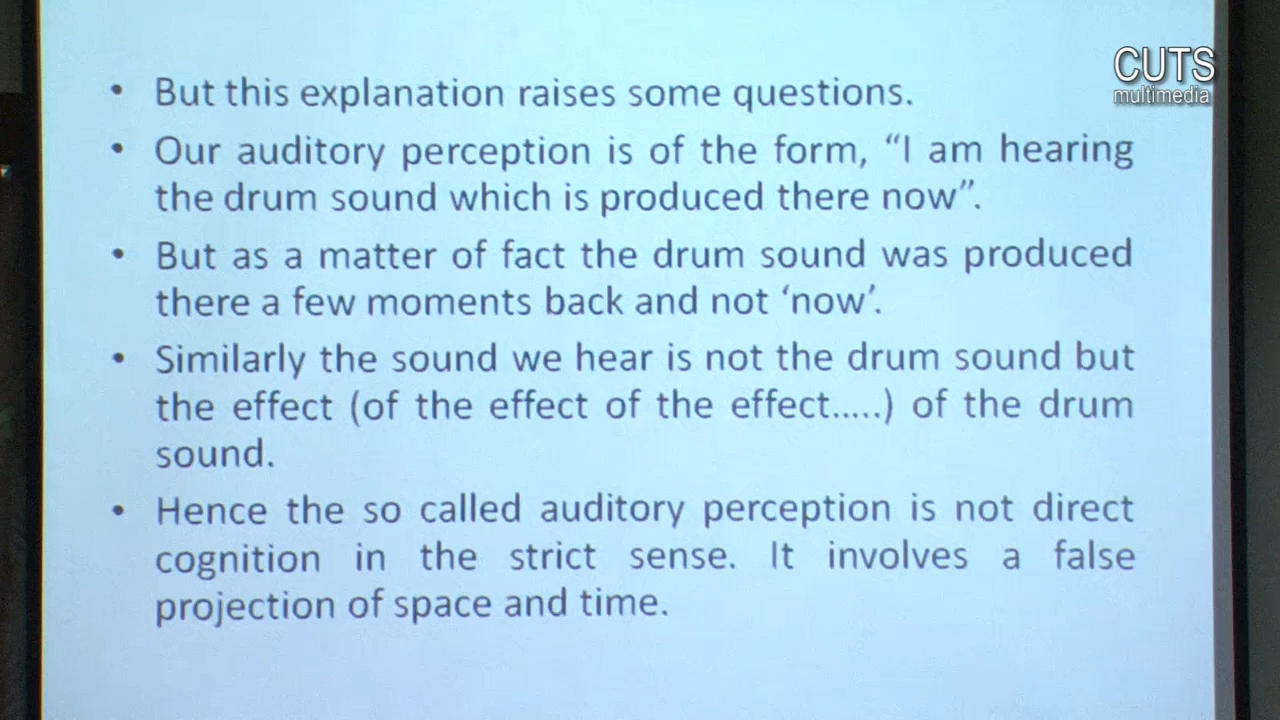 CUTS
multimedia
• But this explanation raises some questions.
• Our auditory perception is of the form, “I am hearing
the drum sound which is produced there now”.
• But as a matter of fact the drum sound was produced
there a few moments back and not ‘now’.
• Similarly the sound we hear is not the drum sound but
the effect (of the effect of the effect.....) of the drum
sound.
• Hence the so called auditory perception is not direct
cognition in the strict sense. It involves a false
projection of space and time.